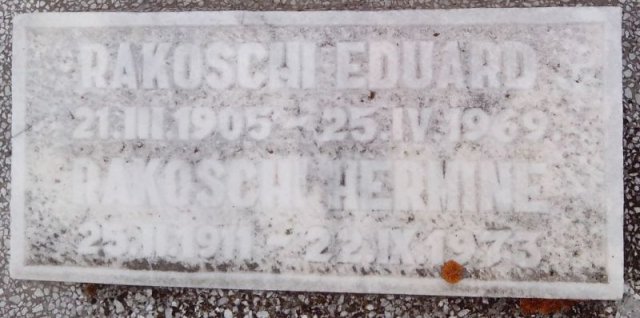 RAKOSCHI EDUARD
21.III.1905 ~ 25.IV.1969
RAKOSCHI HERMINE
25.II.1911 ~ 22.IX.1973